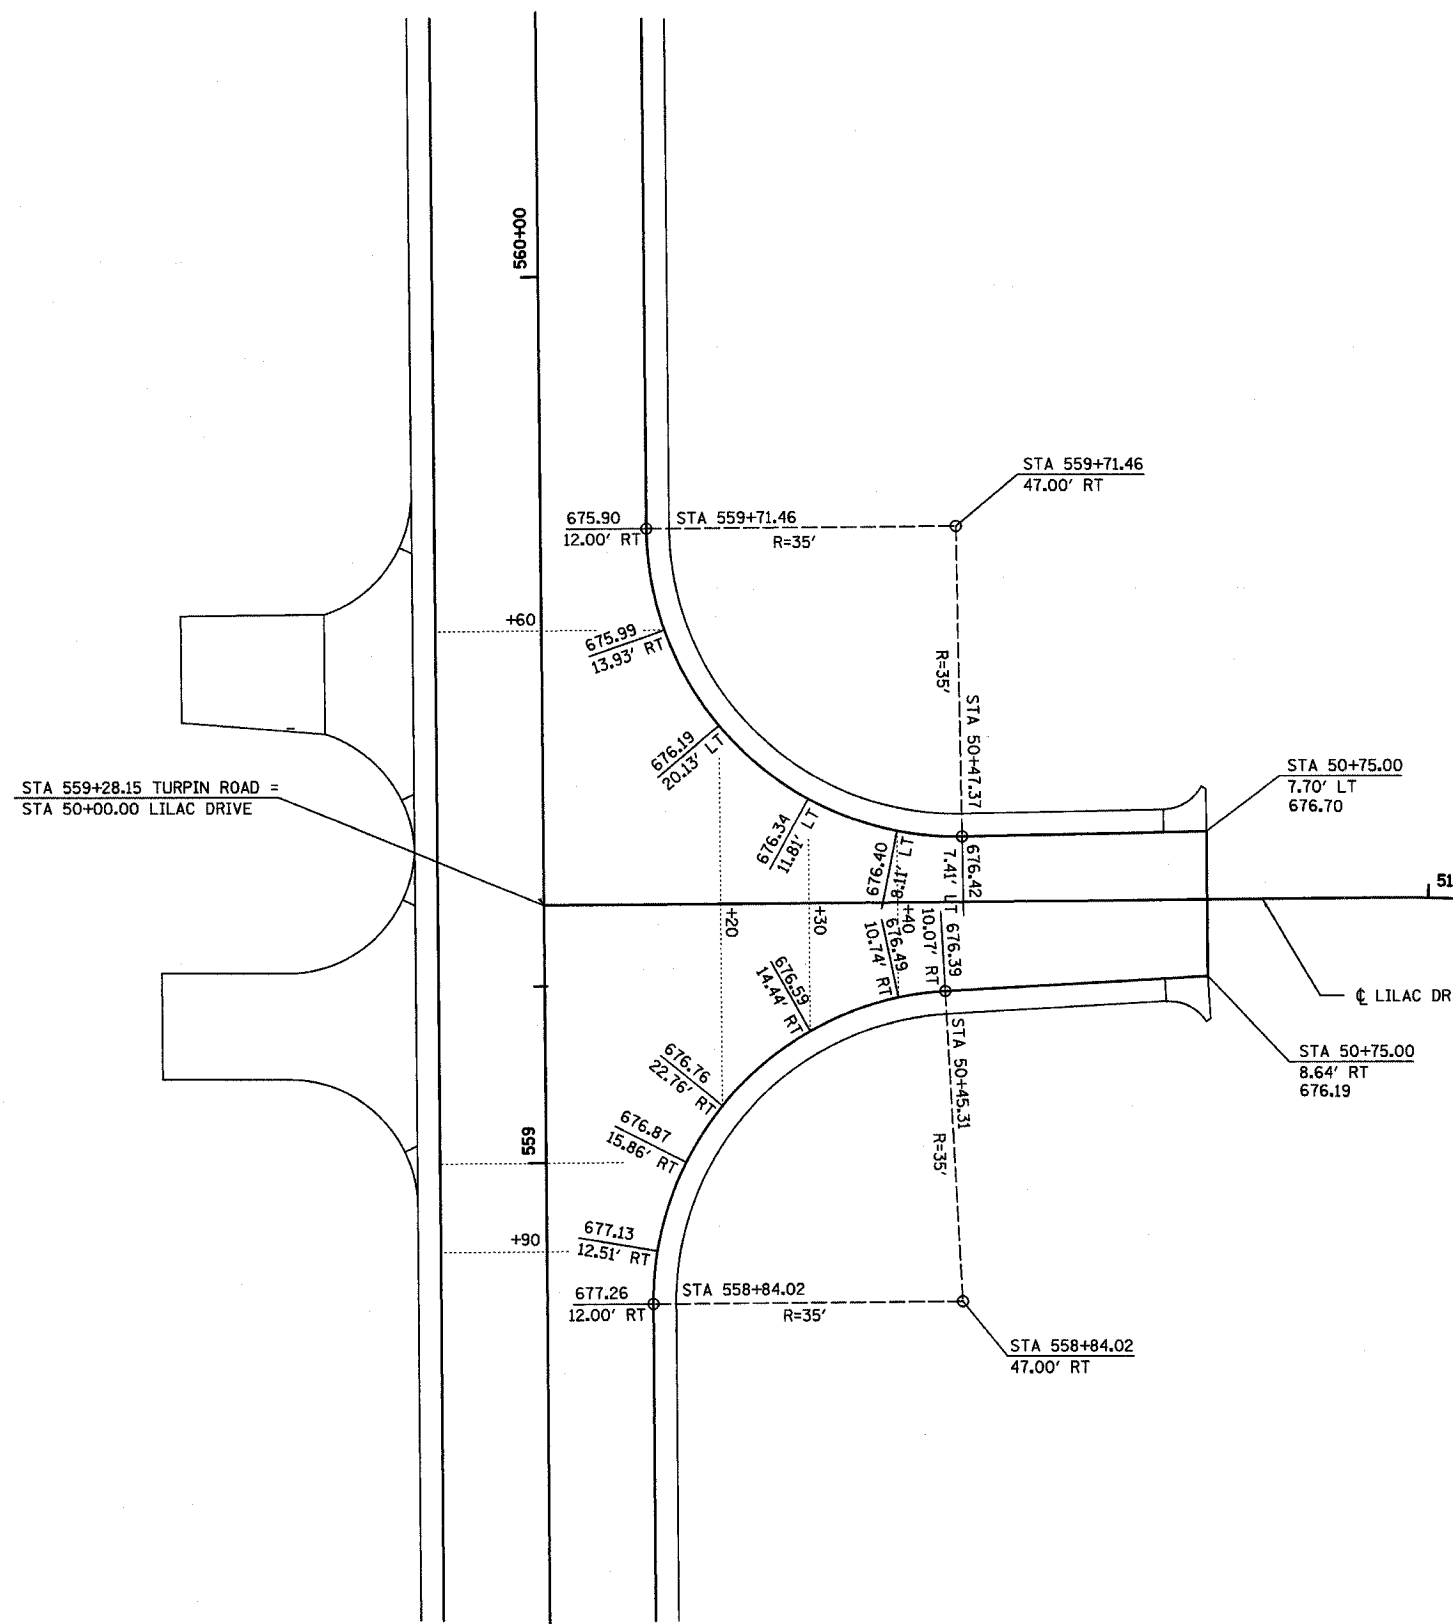 560+00
STA 559+71.46
47.00' RT
675.90
12.00' RT
STA 559+71.46
R=35'
+60
675.99
13.93' RT
R=35'
STA 50+47.37
676.19
20.13' LT
676.34
11.81' LT
676.40
8.11' LT
676.42
7.41' LT
STA 50+75.00
7.70' LT
676.70
STA 559+28.15 TURPIN ROAD =
STA 50+00.00 LILAC DRIVE
51
+20
+30
+40
676.49
10.74' RT
676.39
10.07' RT
676.59
14.44' RT
℄ LILAC DR
STA 50+75.00
8.64' RT
676.19
676.76
22.76' RT
STA 50+45.31
R=35'
559
676.87
15.86' RT
+90
677.13
12.51' RT
677.26
12.00' RT
STA 558+84.02
R=35'
STA 558+84.02
47.00' RT